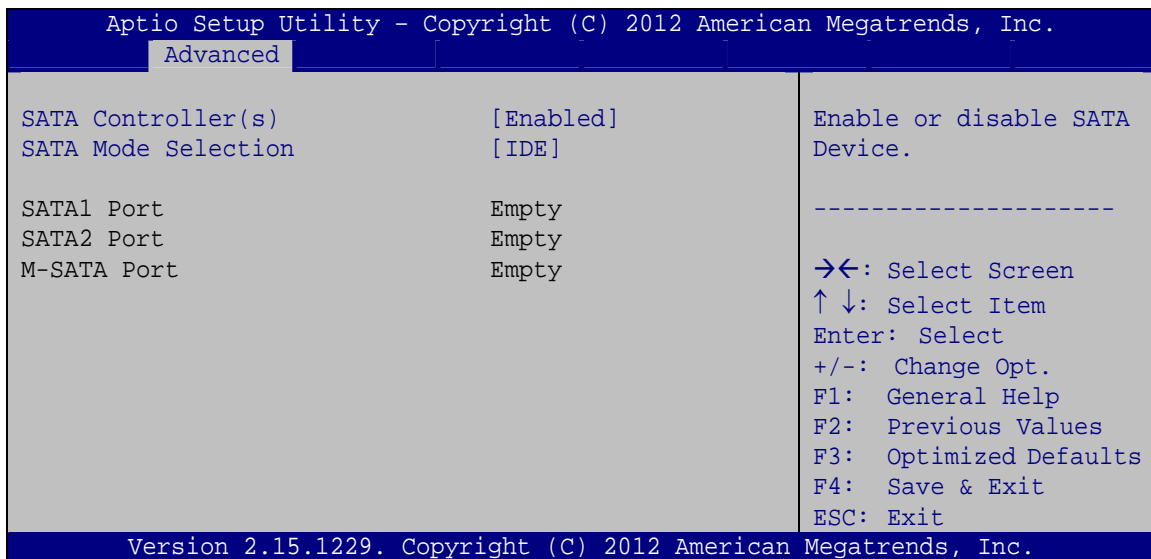 Aptio Setup Utility – Copyright (C) 2012 American Megatrends, Inc.
Advanced
SATA Controller(s) [Enabled]
SATA Mode Selection [IDE]
SATA1 Port Empty
SATA2 Port Empty
M-SATA Port Empty
Enable or disable SATA
Device.
---------------------
→←: Select Screen
↑ ↓: Select Item
Enter: Select
+/-: Change Opt.
F1: General Help
F2: Previous Values
F3: Optimized Defaults
F4: Save & Exit
ESC: Exit
Version 2.15.1229. Copyright (C) 2012 American Megatrends, Inc.